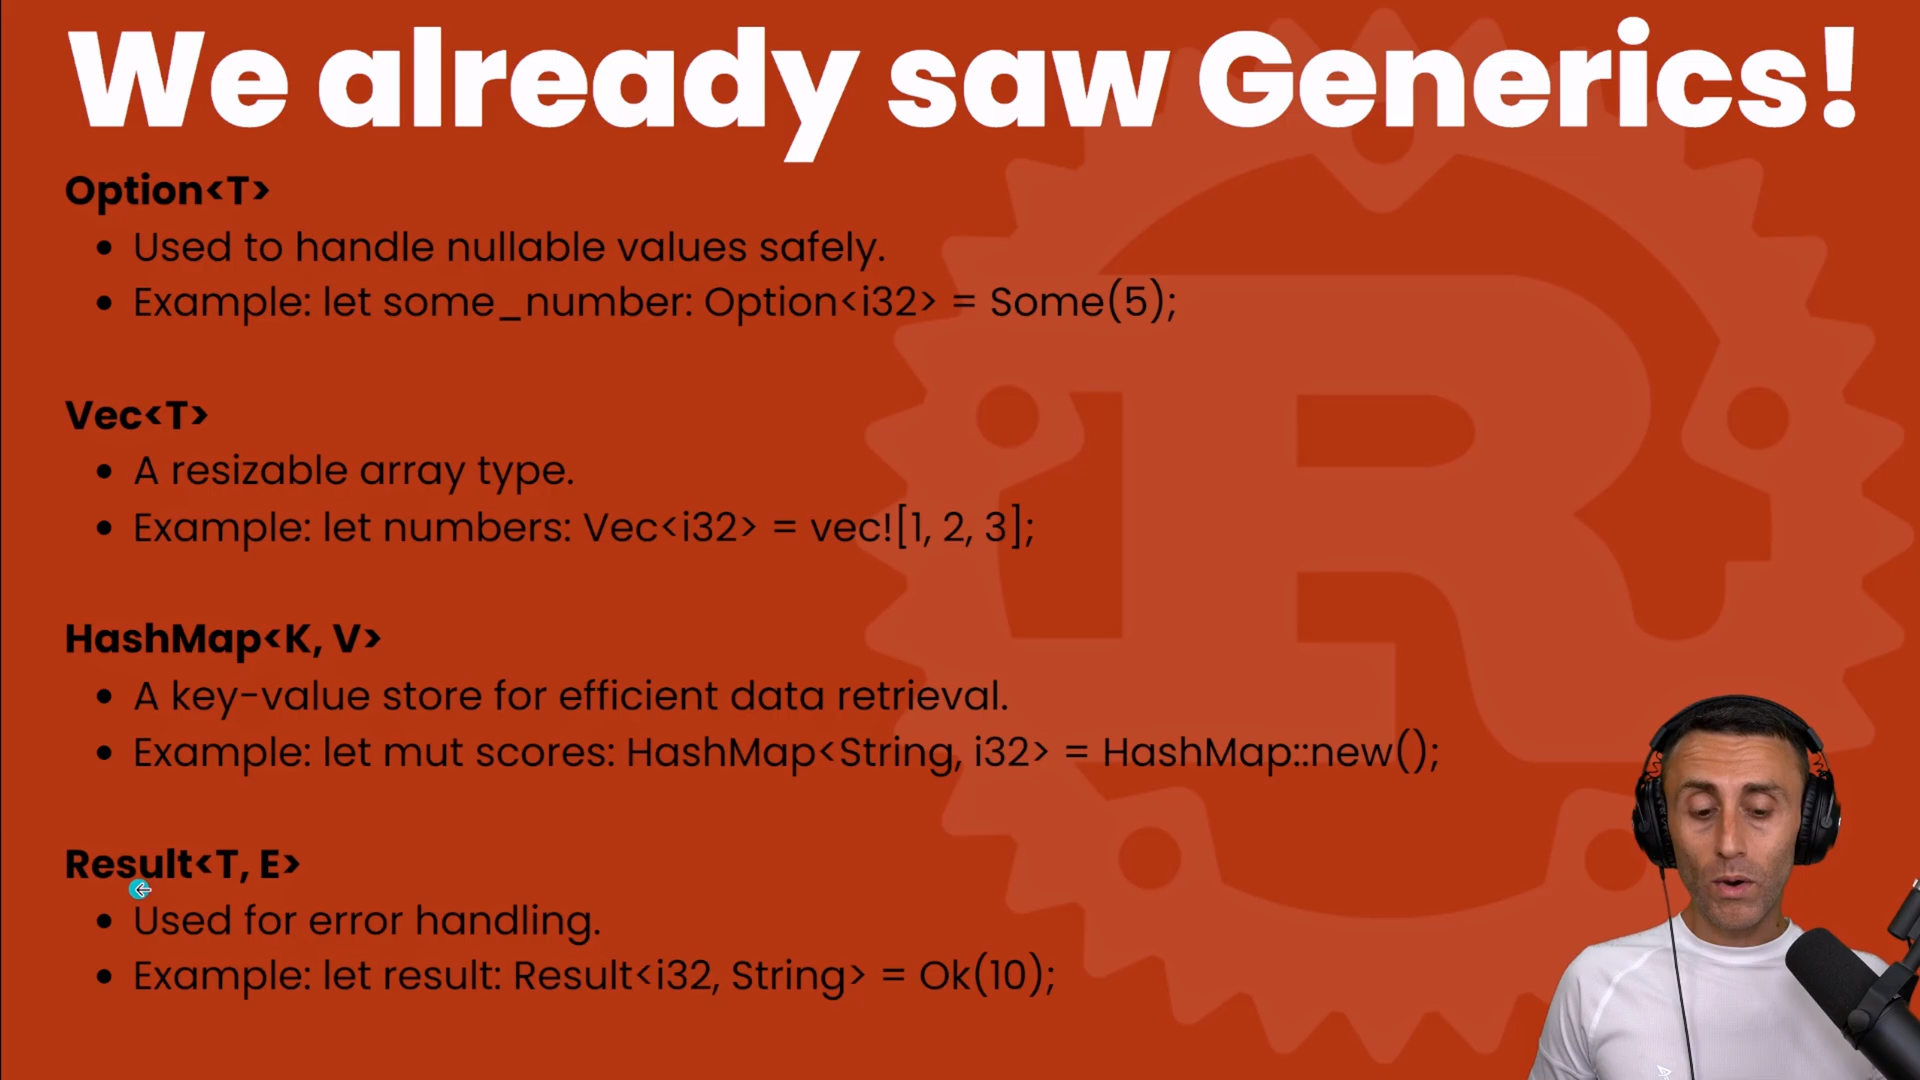 We already saw Generics!
Option<T>
• Used to handle nullable values safely.
• Example: let some_number: Option<i32> = Some(5);
Vec<T>
• A resizable array type.
• Example: let numbers: Vec<i32> = vec![1, 2, 3];
HashMap<K, V>
• A key-value store for efficient data retrieval.
• Example: let mut scores: HashMap<String, i32> = HashMap::new();
Result<T, E>
• Used for error handling.
• Example: let result: Result<i32, String> = Ok(10);
R